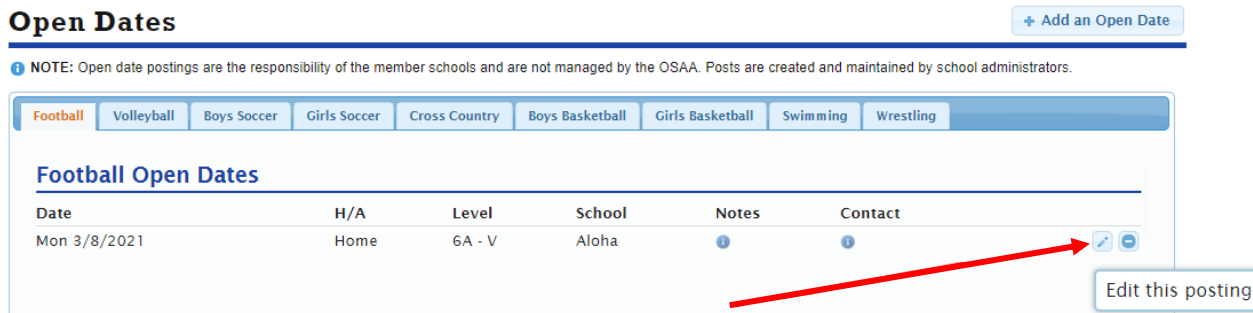 Open Dates
+ Add an Open Date
NOTE: Open date postings are the responsibility of the member schools and are not managed by the OSAA. Posts are created and maintained by school administrators.
Football Volleyball Boys Soccer Girls Soccer Cross Country Boys Basketball Girls Basketball Swimming Wrestling
Football Open Dates
Date H/A Level School Notes Contact
Mon 3/8/2021 Home 6A - V Aloha
Edit this posting